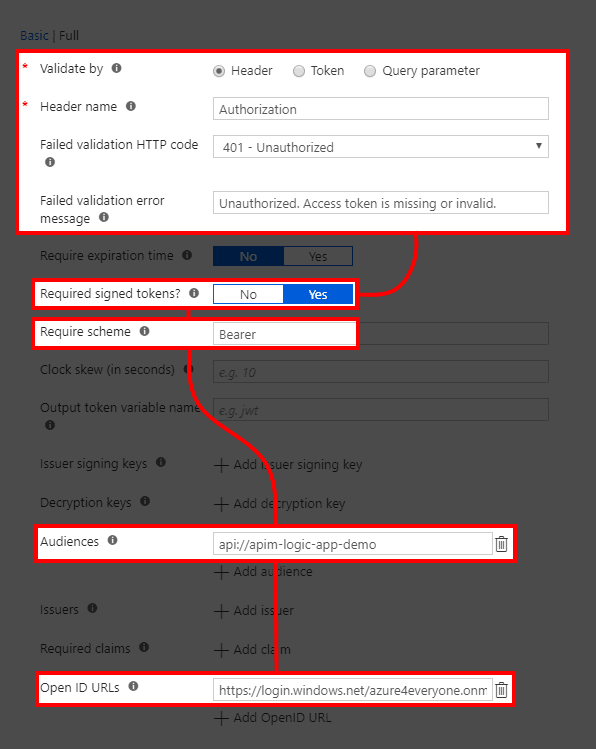 Basic | Full
* Validate by Header Token Query parameter
* Header name Authorization
Failed validation HTTP code 401 - Unauthorized
Failed validation error
message Unauthorized. Access token is missing or invalid.
Require expiration time No Yes
Required signed tokens? No Yes
Require scheme Bearer
Clock skew (in seconds) e.g. 10
Output token variable name e.g. jwt
Issuer signing keys Add issuer signing key
Decryption keys Add decryption key
Audiences api://apim-logic-app-demo
Add audience
Issuers Add issuer
Required claims Add claim
Open ID URLs https://login.windows.net/azure4everyone.onm
Add OpenID URL